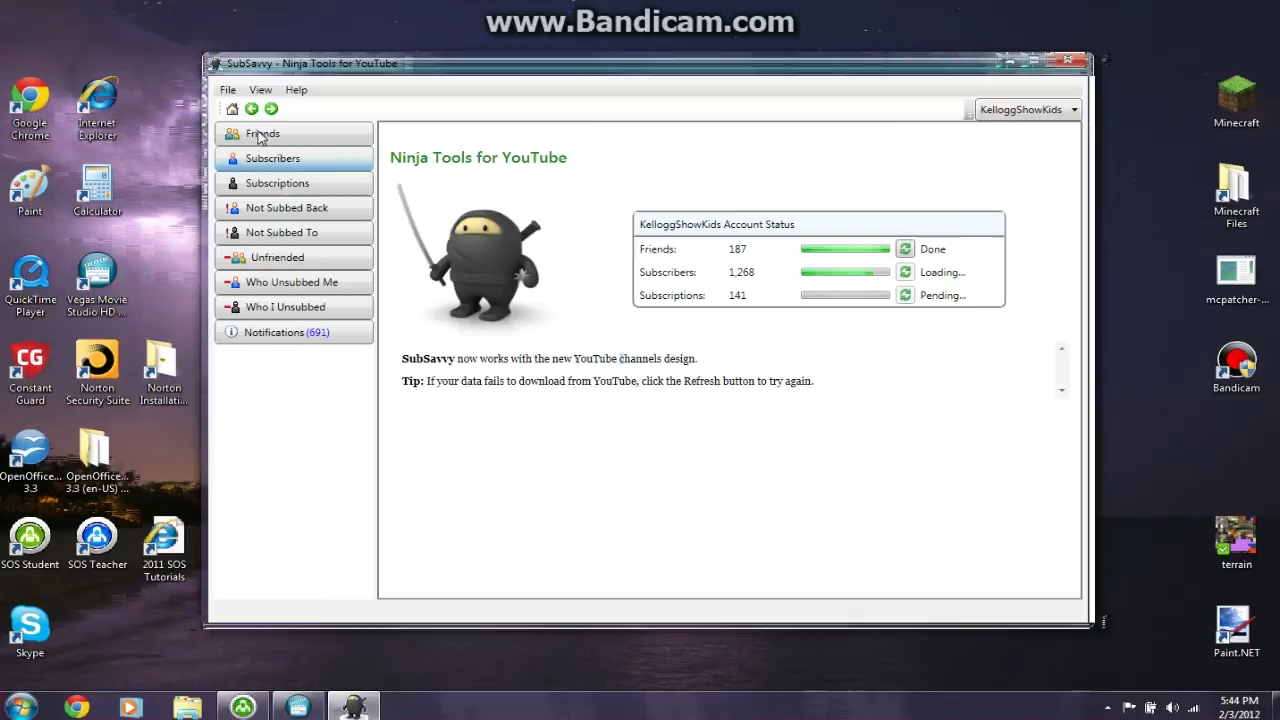 www.Bandicam.com
SubSavvy - Ninja Tools for YouTube
File View Help
KelloggShowKids
Friends
Subscribers
Subscriptions
Not Subbed Back
Not Subbed To
Unfriended
Who Unsubbed Me
Who I Unsubbed
Notifications (691)
Ninja Tools for YouTube
KelloggShowKids Account Status
Friends: 187 Done
Subscribers: 1,268 Loading...
Subscriptions: 141 Pending...
SubSavvy now works with the new YouTube channels design.
Tip: If your data fails to download from YouTube, click the Refresh button to try again.
Google
Chrome
Internet
Explorer
Paint
Calculator
QuickTime
Player
Vegas Movie
Studio HD ...
Constant
Guard
Norton
Security Suite
Norton
Installati...
OpenOffice...
3.3
OpenOffice...
3.3 (en-US) ...
SOS Student
SOS Teacher
2011 SOS
Tutorials
Skype
Minecraft
Minecraft
Files
mcpatcher-...
Bandicam
terrain
Paint.NET
5:44 PM
2/3/2012